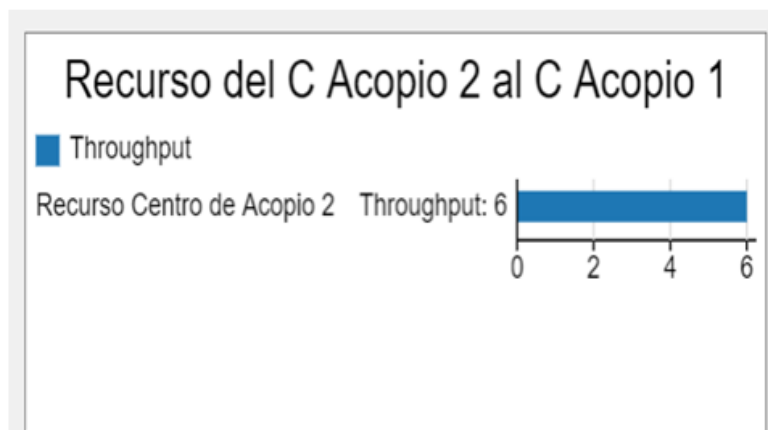 Recurso del C Acopio 2 al C Acopio 1
Throughput
Recurso Centro de Acopio 2 Throughput: 6
0 2 4 6